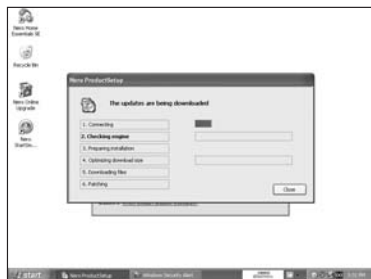 Nero Home
Essentials SE
Recycle Bin
Nero Online
Upgrade
Nero
StartSm...
Nero ProductSetup
The updates are being downloaded
1. Connecting
2. Checking engine
3. Preparing installation
4. Optimizing download size
5. Downloading files
6. Patching
Close
start
Nero ProductSetup
Windows Security Alert